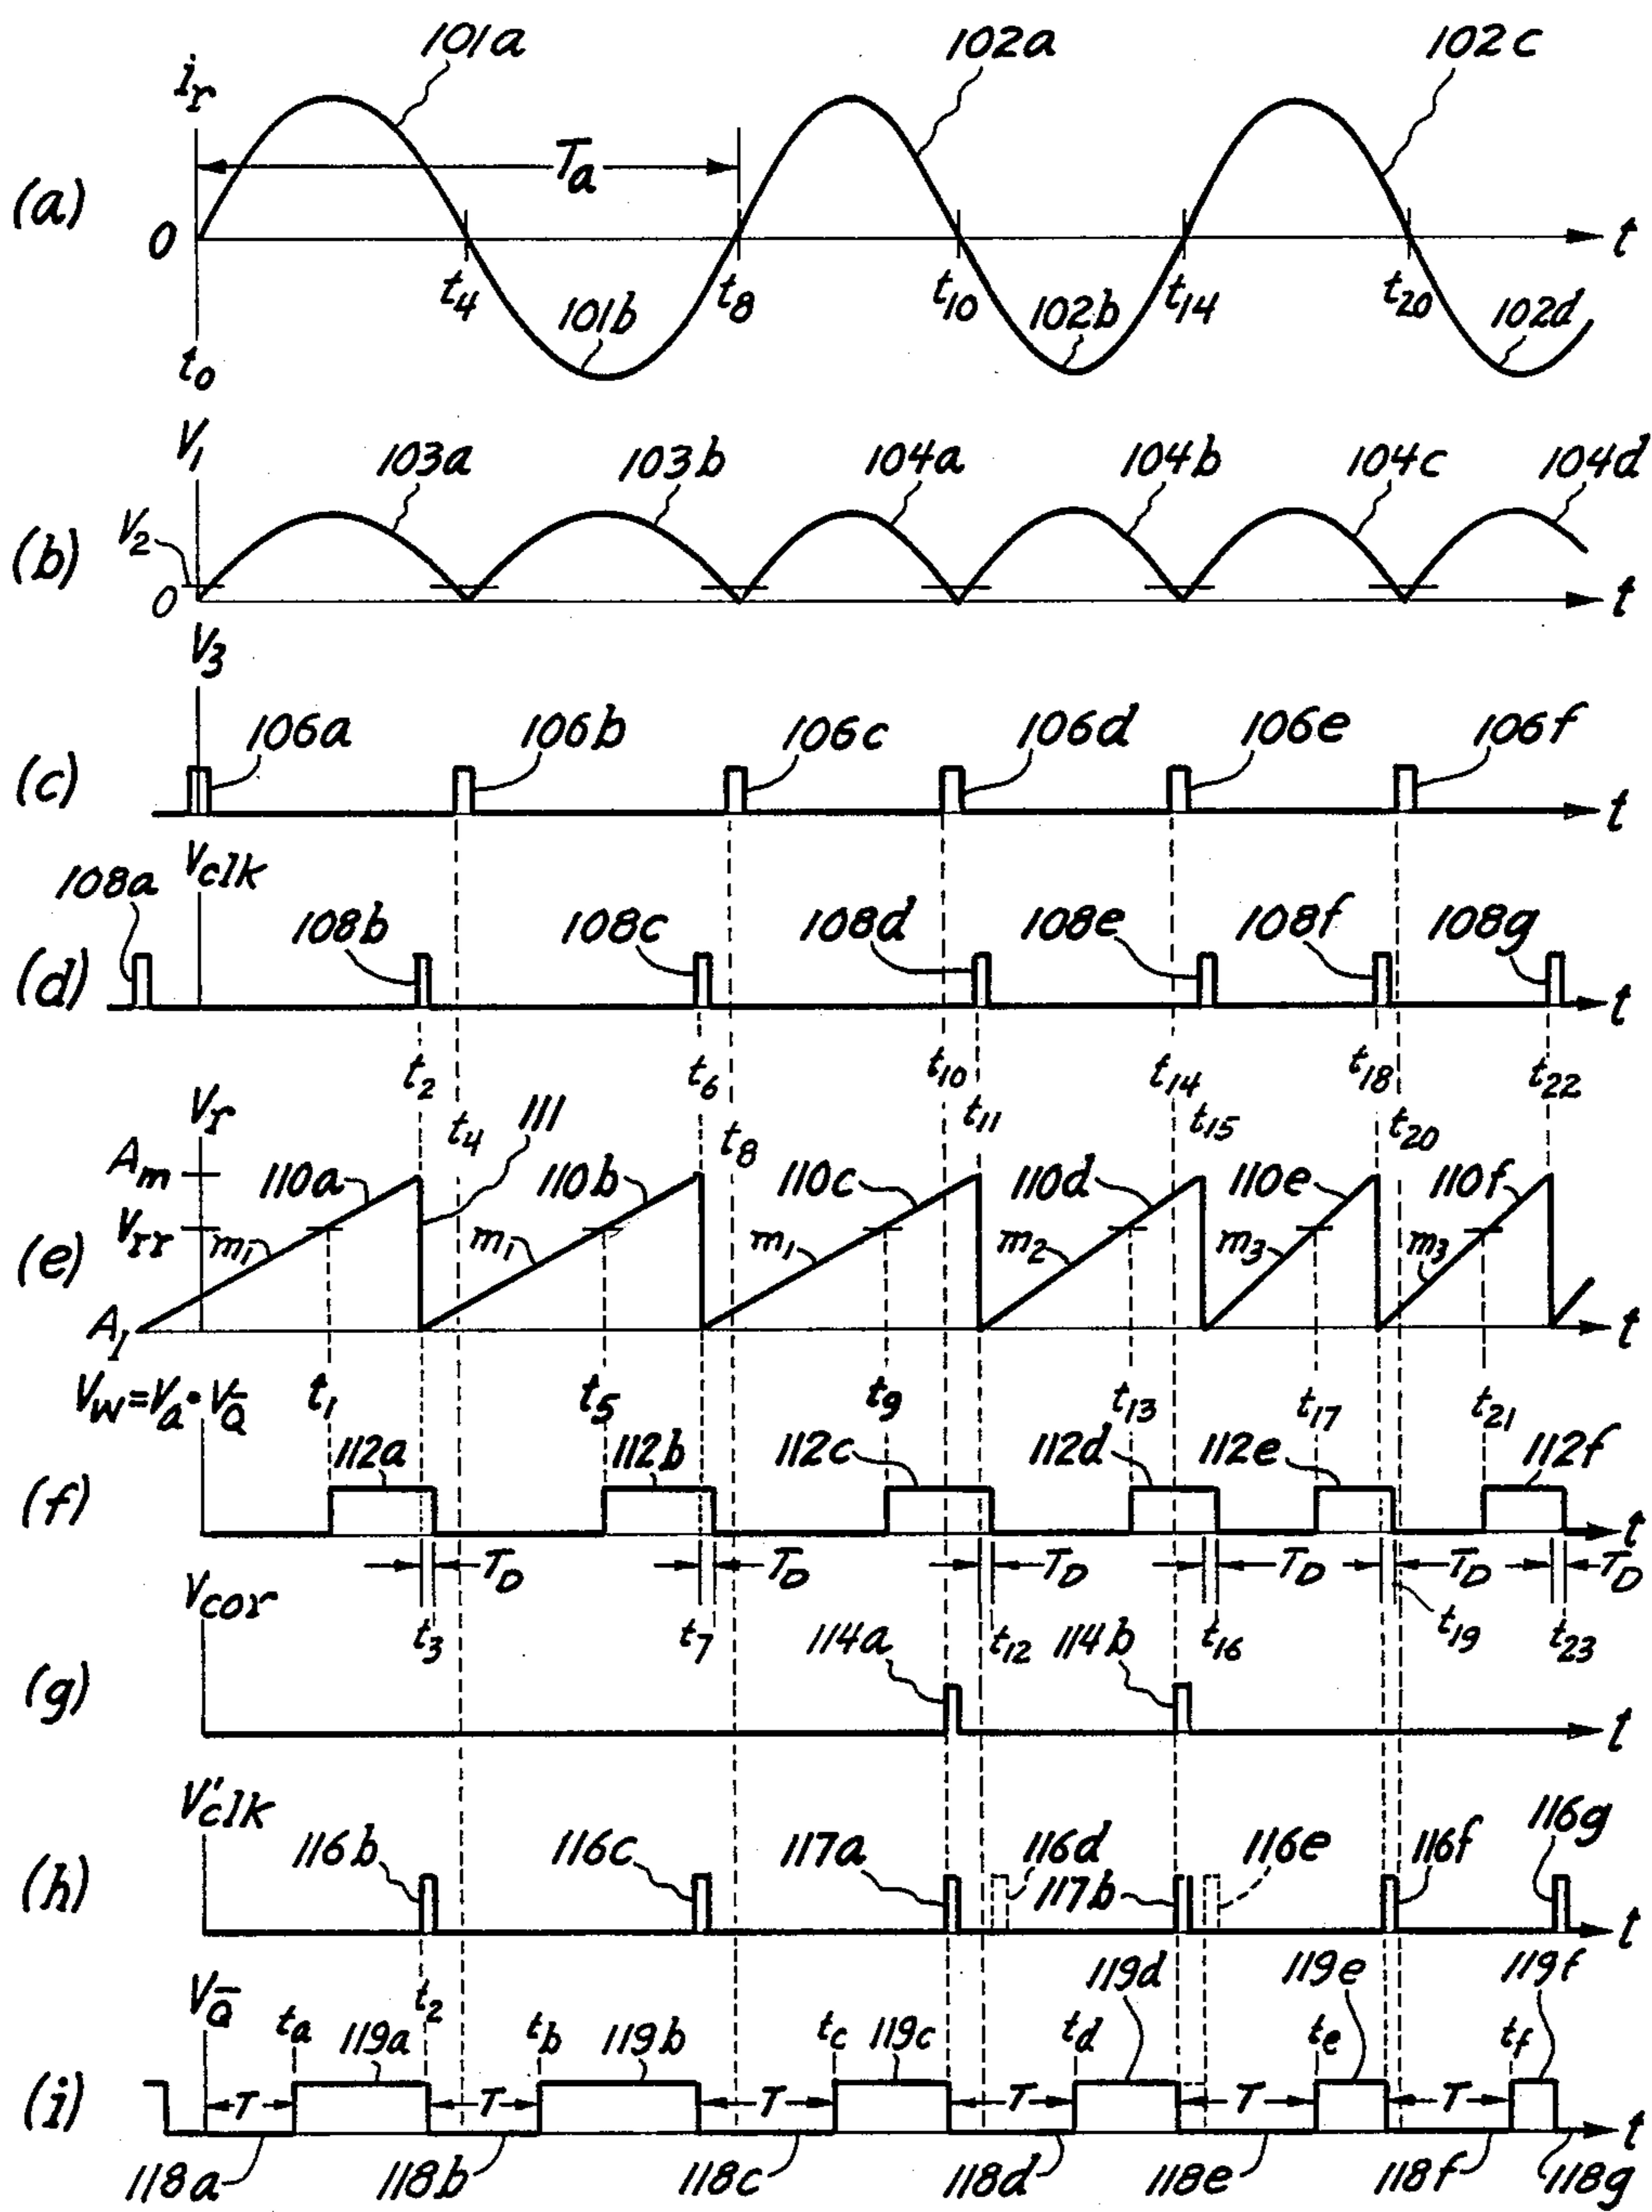 101a 102a 102c
i_r
T_a
(a)
0 t
t_4 t_8 t_10 t_14 t_20
101b 102b 102d
t_0
V_1
103a 103b 104a 104b 104c 104d
V_2
(b)
0 t
V_3
106a 106b 106c 106d 106e 106f
(c)
t
V_clk
108a 108b 108c 108d 108e 108f 108g
(d)
t
t_2 t_6 t_10 t_14 t_18 t_22
t_4 t_8 t_11 t_15 t_20
V_r 111
A_m
110a 110b 110c 110d 110e 110f
V_rr
(e)
m_1 m_1 m_1 m_2 m_3 m_3
A_1 t
V_W=V_a•V_Q̄
t_1 t_5 t_9 t_13 t_17 t_21
112a 112b 112c 112d 112e 112f
(f)
t
T_D T_D T_D T_D T_D T_D
V_cor
t_3 t_7 t_12 t_16 t_19 t_23
114a 114b
(g)
t
V'_clk
116b 116c 117a 116d 117b 116e 116f 116g
(h)
t
V_Q̄
t_2
t_a t_b t_c t_d t_e t_f
119a 119b 119c 119d 119e 119f
(i)
T T T T T T
t
118a 118b 118c 118d 118e 118f 118g